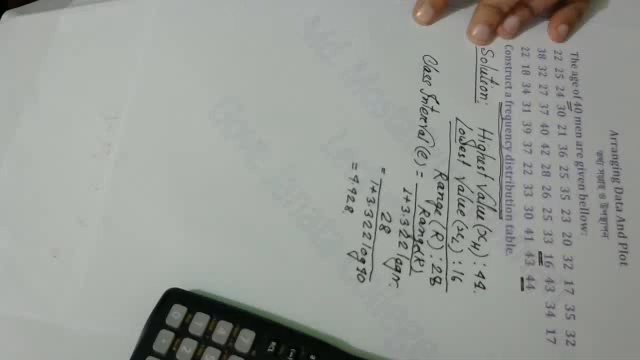 Arranging Data And Plot
The age of 40 men are given bellow:
22 25 24 30 21 36 25 35 23 20 32 17 35 32
38 32 27 37 40 42 28 26 25 33 16 43 34 17
22 18 34 31 39 37 22 33 30 41 43 44
Construct a frequency distribution table.
Solution: Highest value (xH): 44.
Lowest value (xL): 16
Range (R): 28
Class Interval (c) = Range(R) / 1+3.322 logn.
= 28 / 1+3.322 log 40
= 4.428,